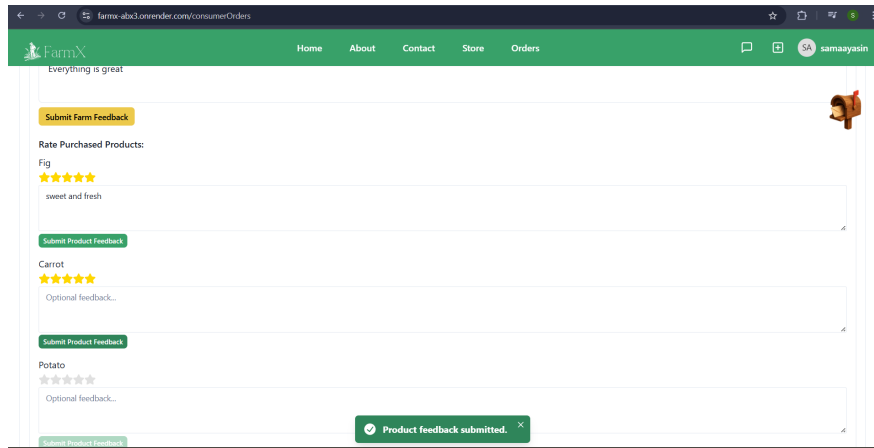 farmx-abx3.onrender.com/consumerOrders
S
FarmX Home About Contact Store Orders SA samaayasin
Everything is great
Submit Farm Feedback
Rate Purchased Products:
Fig
sweet and fresh
Submit Product Feedback
Carrot
Optional feedback...
Submit Product Feedback
Potato
Optional feedback...
Submit Product Feedback
Product feedback submitted.